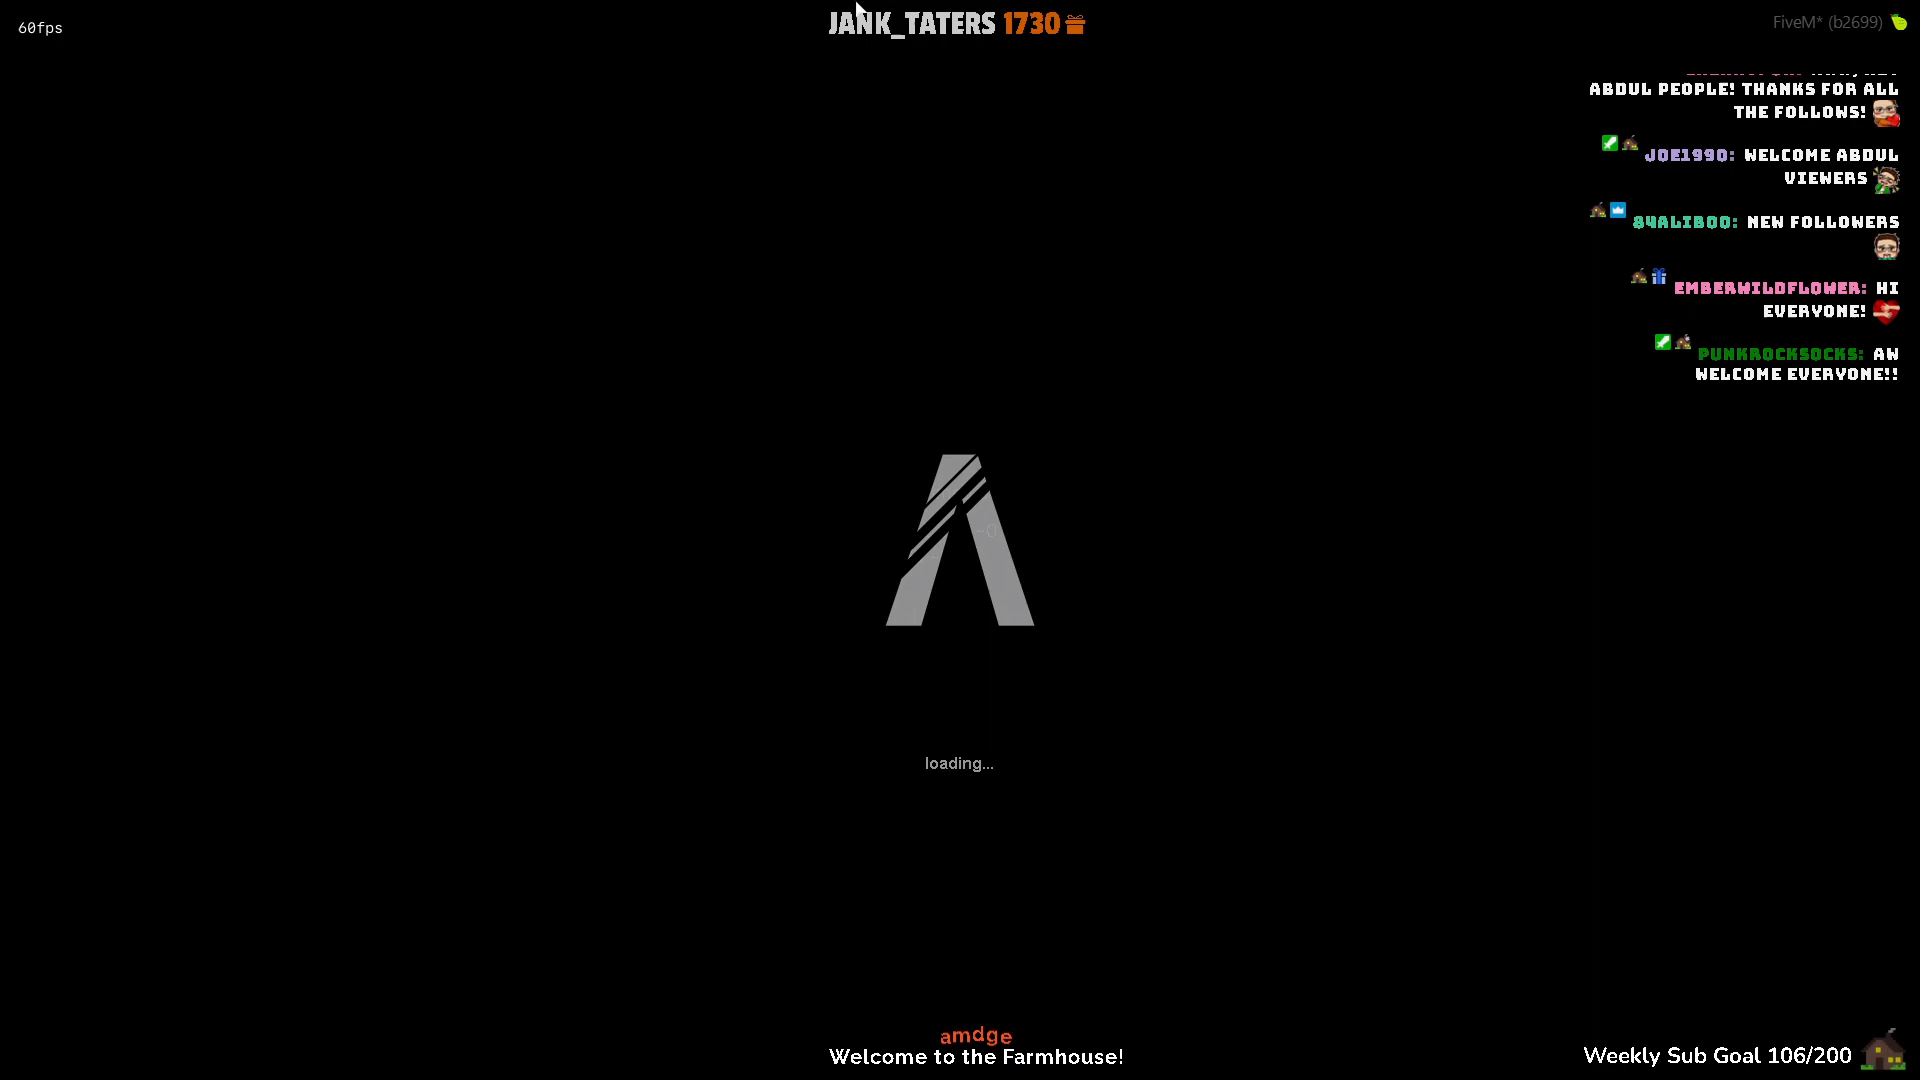 60fps
JANK_TATERS 1730
FiveM* (b2699)
ABDUL PEOPLE! THANKS FOR ALL
THE FOLLOWS!
JOE1990: WELCOME ABDUL
VIEWERS
84ALIBOO: NEW FOLLOWERS
EMBERWILDFLOWER: HI
EVERYONE!
PUNKROCKSOCKS: AW
WELCOME EVERYONE!!
loading...
amdge
Welcome to the Farmhouse!
Weekly Sub Goal 106/200